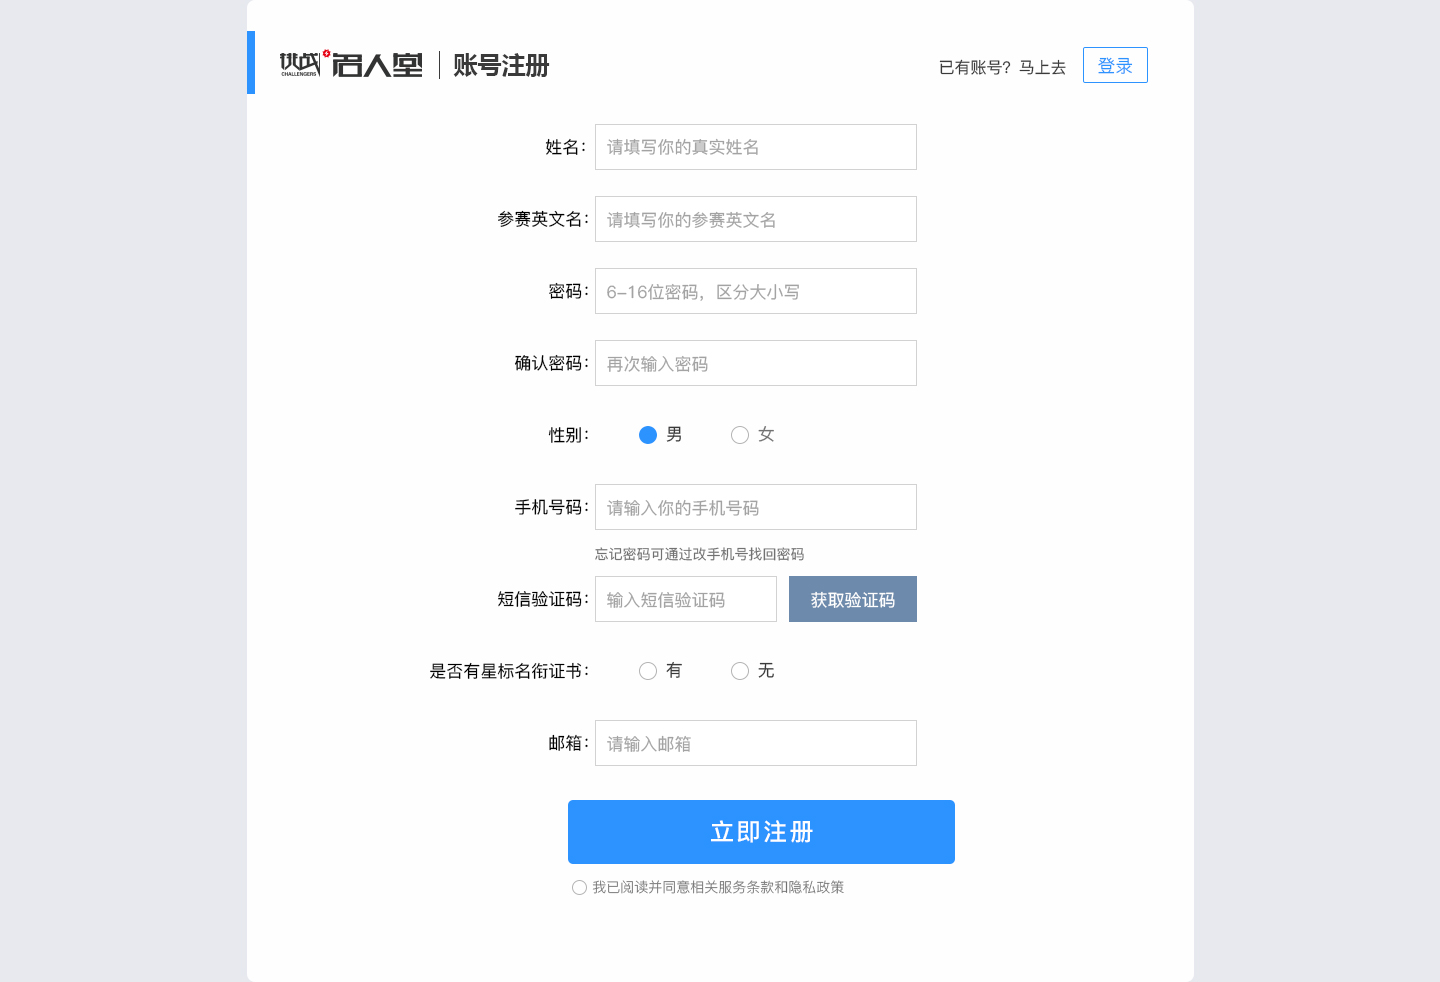 挑战 名人堂 账号注册
CHALLENGERS
已有账号？马上去 登录
姓名： 请填写你的真实姓名
参赛英文名： 请填写你的参赛英文名
密码： 6-16位密码，区分大小写
确认密码： 再次输入密码
性别： 男 女
手机号码： 请输入你的手机号码
忘记密码可通过改手机号找回密码
短信验证码： 输入短信验证码 获取验证码
是否有星标名衔证书： 有 无
邮箱： 请输入邮箱
立即注册
我已阅读并同意相关服务条款和隐私政策